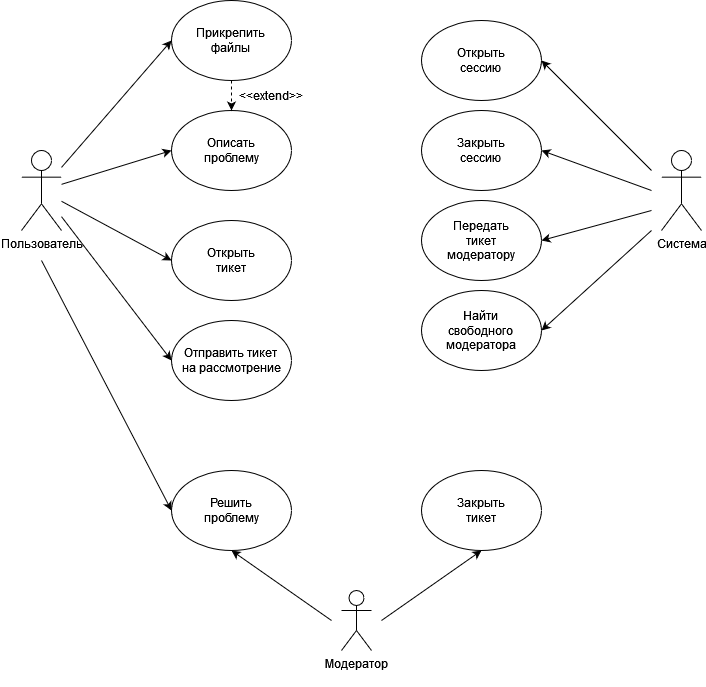 Прикрепить
файлы
<<extend>>
Описать
проблему
Пользователь
Открыть
тикет
Отправить тикет
на рассмотрение
Решить
проблему
Открыть
сессию
Закрыть
сессию
Передать
тикет
модератору
Система
Найти
свободного
модератора
Закрыть
тикет
Модератор